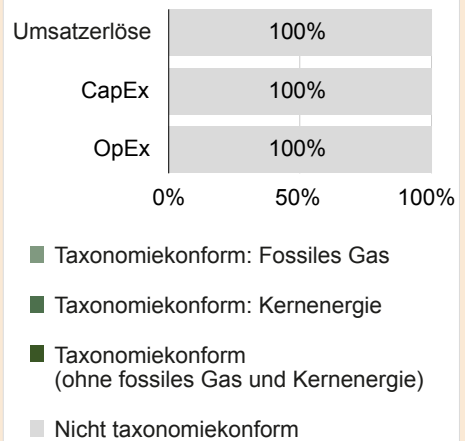 Umsatzerlöse 100%
CapEx 100%
OpEx 100%
0% 50% 100%
Taxonomiekonform: Fossiles Gas
Taxonomiekonform: Kernenergie
Taxonomiekonform
(ohne fossiles Gas und Kernenergie)
Nicht taxonomiekonform